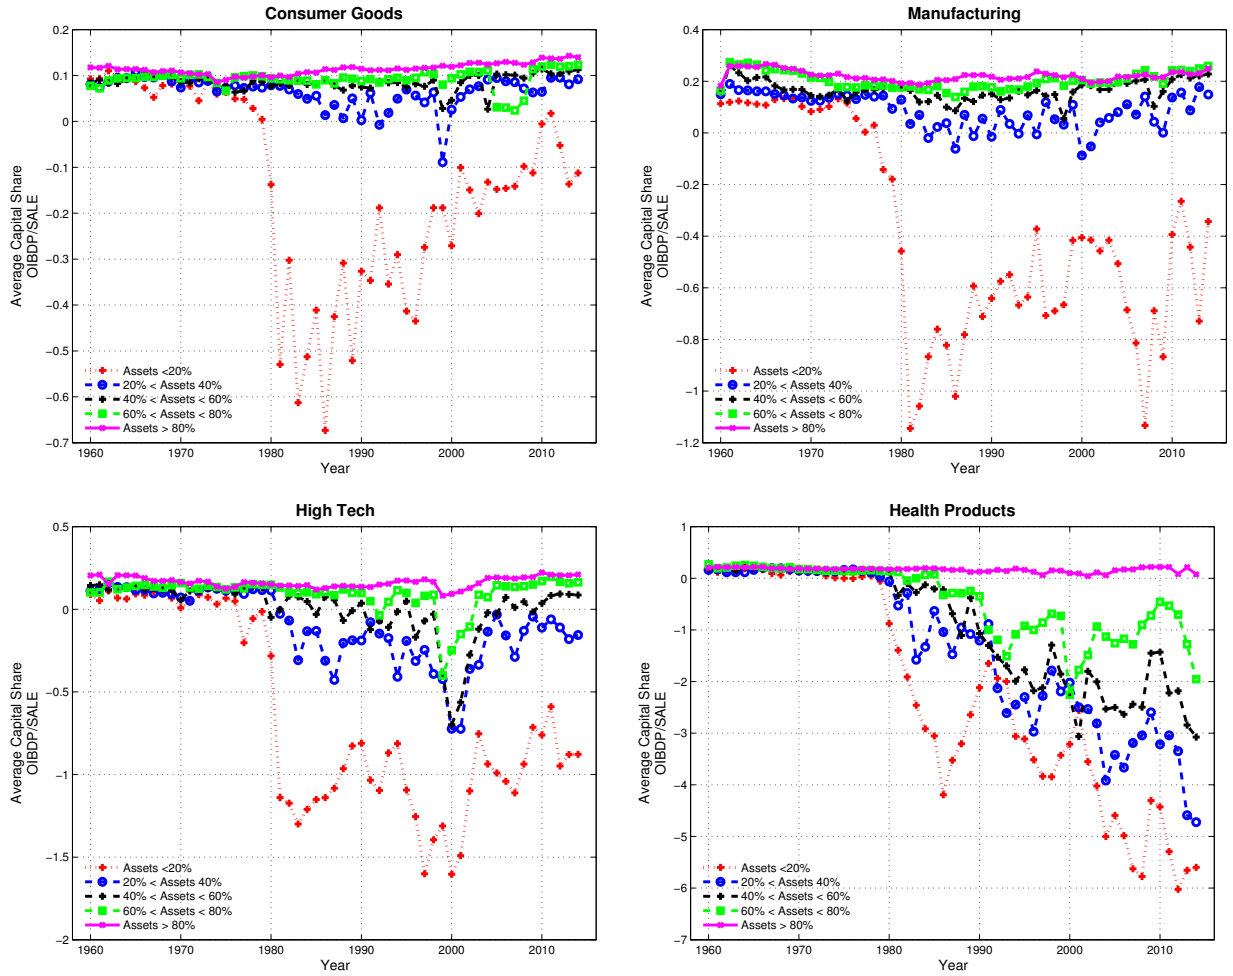 Consumer Goods
0.2
0.1
0
−0.1
−0.2
−0.3
−0.4
−0.5
−0.6
−0.7
Average Capital Share
OIBDP/SALE
Assets <20%
20% < Assets 40%
40% < Assets < 60%
60% < Assets < 80%
Assets > 80%
1960 1970 1980 1990 2000 2010
Year
Manufacturing
0.4
0.2
0
−0.2
−0.4
−0.6
−0.8
−1
−1.2
Average Capital Share
OIBDP/SALE
Assets <20%
20% < Assets 40%
40% < Assets < 60%
60% < Assets < 80%
Assets > 80%
1960 1970 1980 1990 2000 2010
Year
High Tech
0.5
0
−0.5
−1
−1.5
−2
Average Capital Share
OIBDP/SALE
Assets <20%
20% < Assets 40%
40% < Assets < 60%
60% < Assets < 80%
Assets > 80%
1960 1970 1980 1990 2000 2010
Year
Health Products
1
0
−1
−2
−3
−4
−5
−6
−7
Average Capital Share
OIBDP/SALE
Assets <20%
20% < Assets 40%
40% < Assets < 60%
60% < Assets < 80%
Assets > 80%
1960 1970 1980 1990 2000 2010
Year